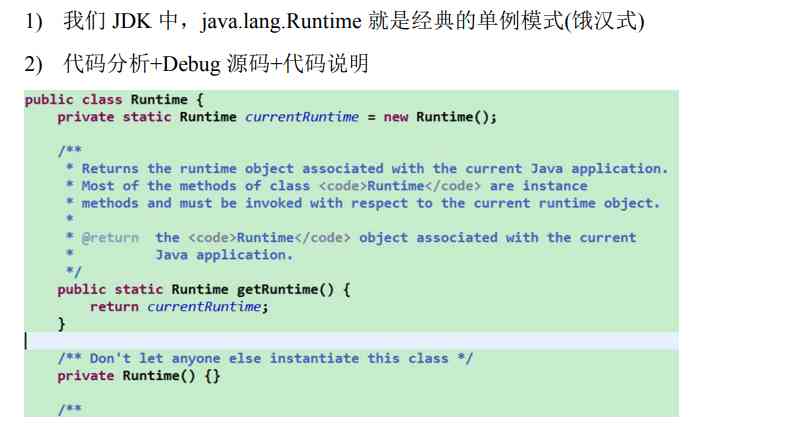 1) 我们 JDK 中，java.lang.Runtime 就是经典的单例模式(饿汉式)
2) 代码分析+Debug 源码+代码说明
public class Runtime {
    private static Runtime currentRuntime = new Runtime();
    /**
     * Returns the runtime object associated with the current Java application.
     * Most of the methods of class <code>Runtime</code> are instance
     * methods and must be invoked with respect to the current runtime object.
     *
     * @return  the <code>Runtime</code> object associated with the current
     *          Java application.
     */
    public static Runtime getRuntime() {
        return currentRuntime;
    }
    /** Don't let anyone else instantiate this class */
    private Runtime() {}
    /**